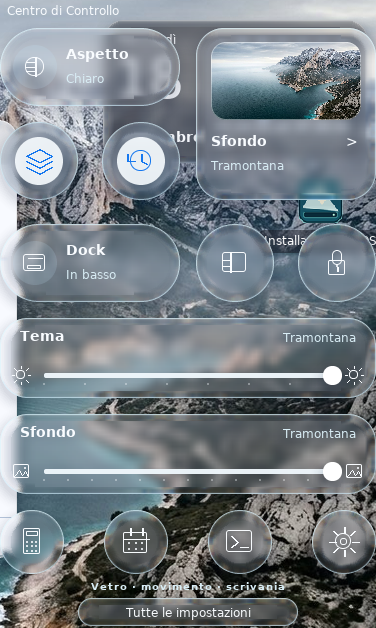 Centro di Controllo
Aspetto
Chiaro
Sfondo >
Tramontana
Installa
Dock
In basso
Tema Tramontana
Sfondo Tramontana
Vetro • movimento • scrivania
Tutte le impostazioni